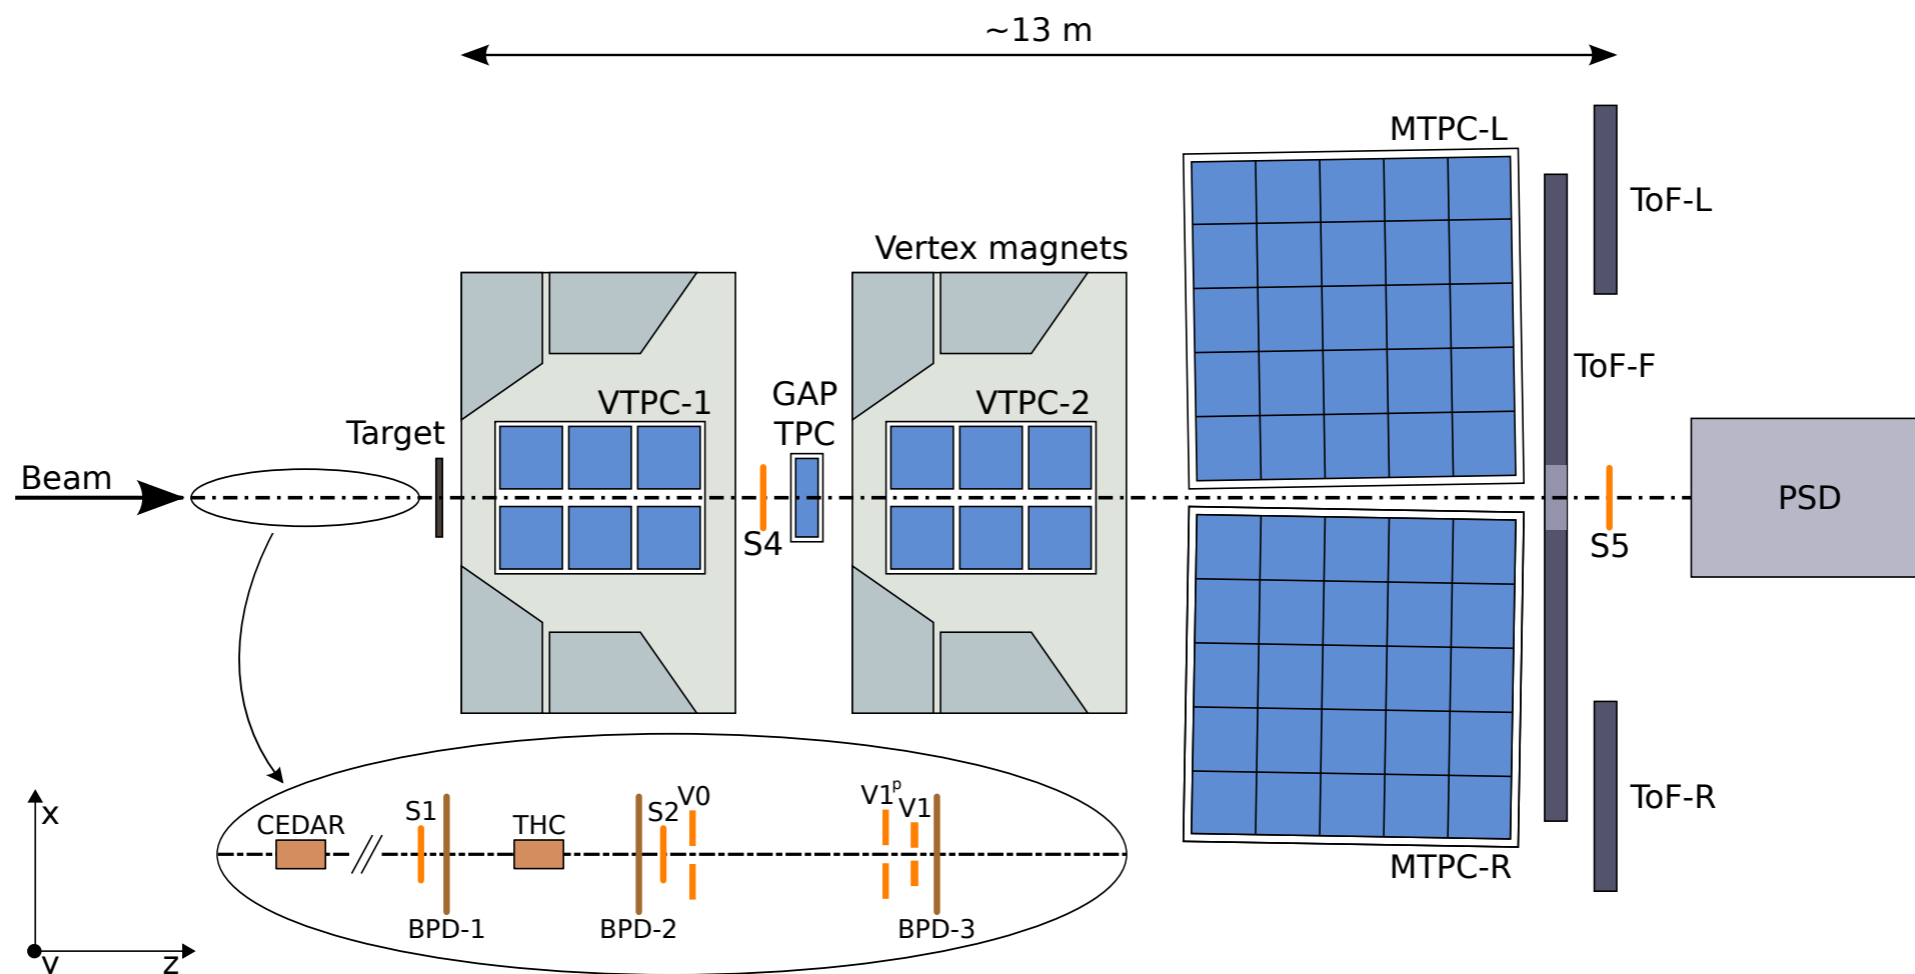 ~13 m
MTPC-L
ToF-L
Vertex magnets
ToF-F
VTPC-1
GAP
TPC
VTPC-2
Target
Beam
S4
S5
PSD
x
y
z
CEDAR
S1
THC
S2
V0
V1p
V1
BPD-1
BPD-2
BPD-3
MTPC-R
ToF-R